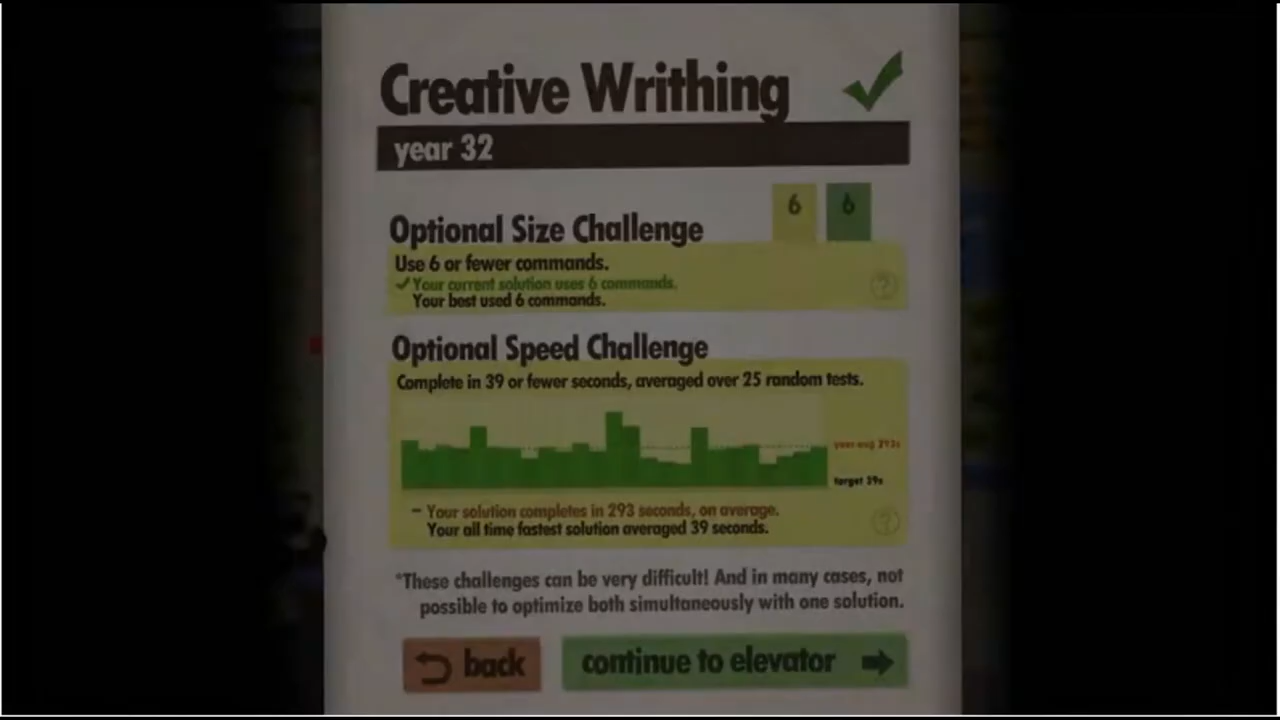 Creative Writhing
year 32
6 6
Optional Size Challenge
Use 6 or fewer commands.
Your current solution uses 6 commands.
Your best used 6 commands.
?
Optional Speed Challenge
Complete in 39 or fewer seconds, averaged over 25 random tests.
your avg 293s
target 39s
– Your solution completes in 293 seconds, on average.
Your all time fastest solution averaged 39 seconds.
?
*These challenges can be very difficult! And in many cases, not
possible to optimize both simultaneously with one solution.
back
continue to elevator